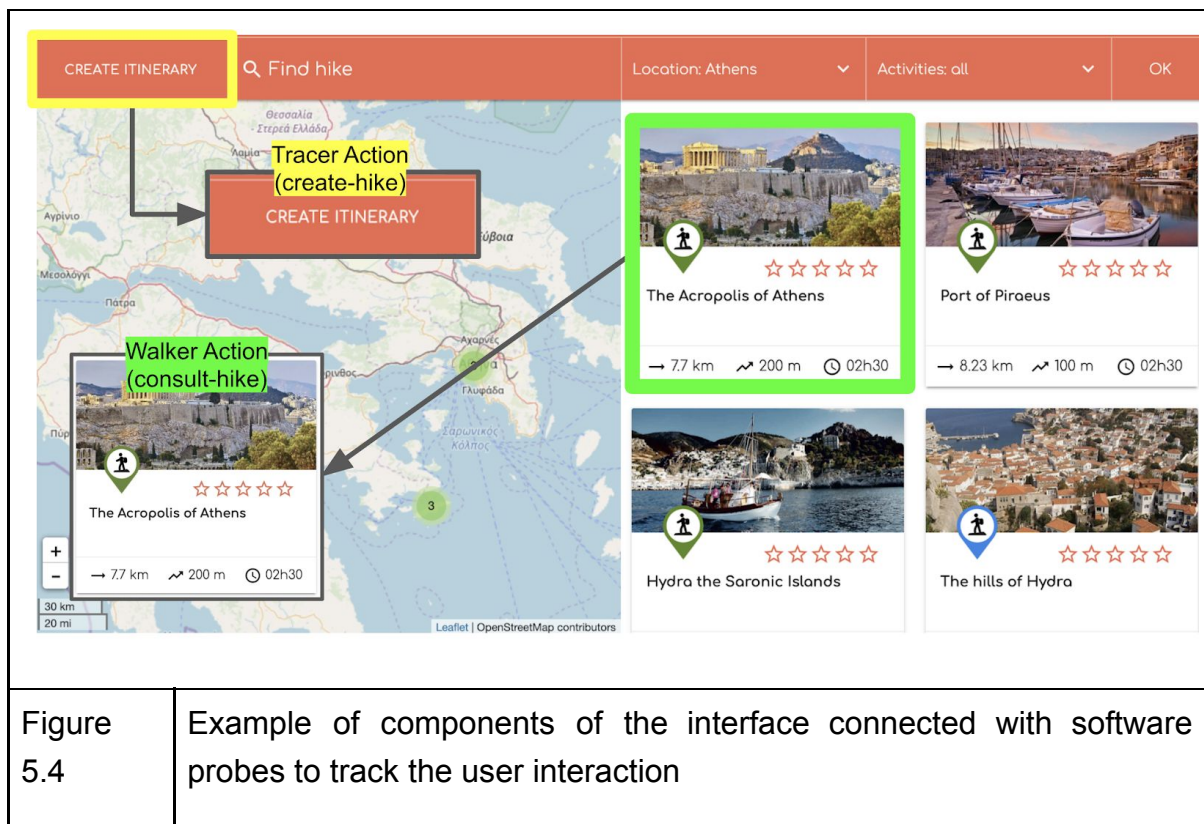 CREATE ITINERARY
Find hike
Location: Athens
Activities: all
OK
Θεσσαλία
- Στερεά Ελλάδα
Λαμία
Tracer Action
(create-hike)
CREATE ITINERARY
Αγρίνιο
Εύβοια
Μεσολόγγι
Πάτρα
Αχαρνές
Γλυφάδα
Σαρωνικός
Κόλπος
3
Walker Action
(consult-hike)
The Acropolis of Athens
→ 7.7 km 200 m 02h30
+
−
30 km
20 mi
Leaflet | OpenStreetMap contributors
The Acropolis of Athens
→ 7.7 km 200 m 02h30
Port of Piraeus
→ 8.23 km 100 m 02h30
Hydra the Saronic Islands
The hills of Hydra
Figure
5.4
Example of components of the interface connected with software
probes to track the user interaction